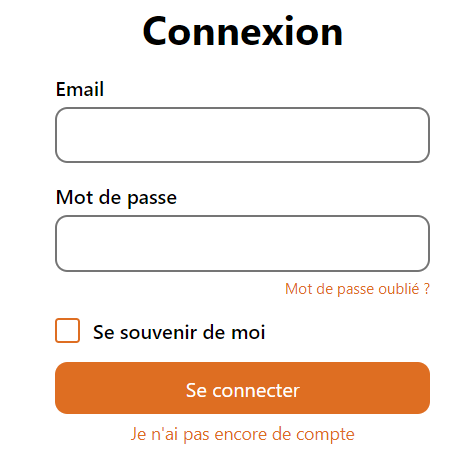 Connexion
Email
Mot de passe
Mot de passe oublié ?
Se souvenir de moi
Se connecter
Je n'ai pas encore de compte